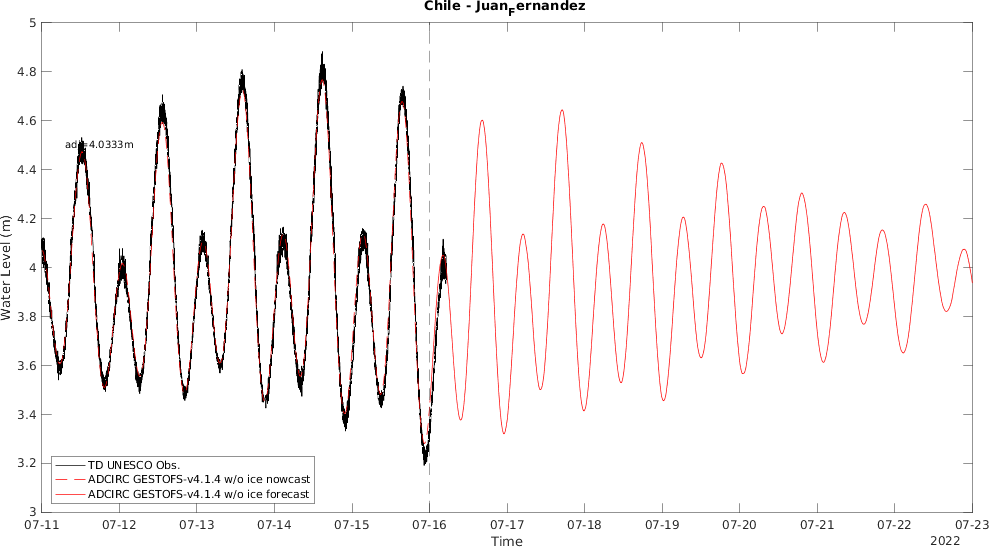 Chile - JuanFernandez
5
4.8
4.6
4.4
4.2
4
3.8
3.6
3.4
3.2
3
Water Level (m)
adj=4.0333m
TD UNESCO Obs.
ADCIRC GESTOFS-v4.1.4 w/o ice nowcast
ADCIRC GESTOFS-v4.1.4 w/o ice forecast
07-11 07-12 07-13 07-14 07-15 07-16 07-17 07-18 07-19 07-20 07-21 07-22 07-23
Time
2022